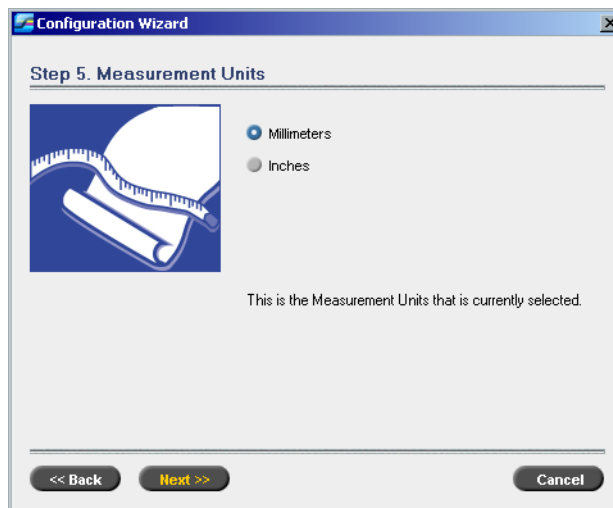 Configuration Wizard
Step 5. Measurement Units
Millimeters
Inches
This is the Measurement Units that is currently selected.
<< Back
Next >>
Cancel